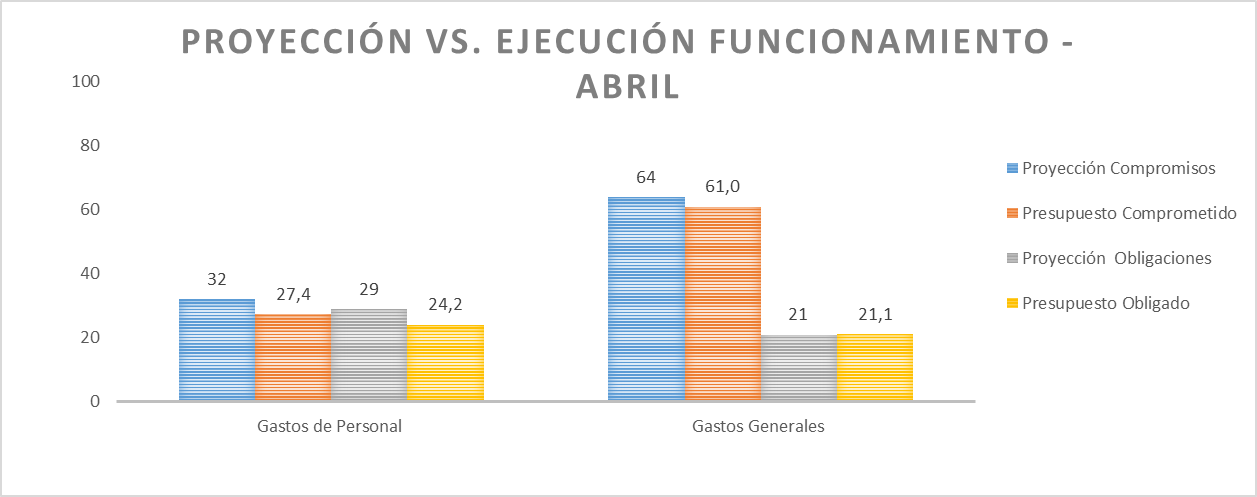 PROYECCIÓN VS. EJECUCIÓN FUNCIONAMIENTO -
ABRIL
100
80
60
40
20
0
32
27,4
29
24,2
64
61,0
21
21,1
Gastos de Personal
Gastos Generales
Proyección Compromisos
Presupuesto Comprometido
Proyección  Obligaciones
Presupuesto Obligado